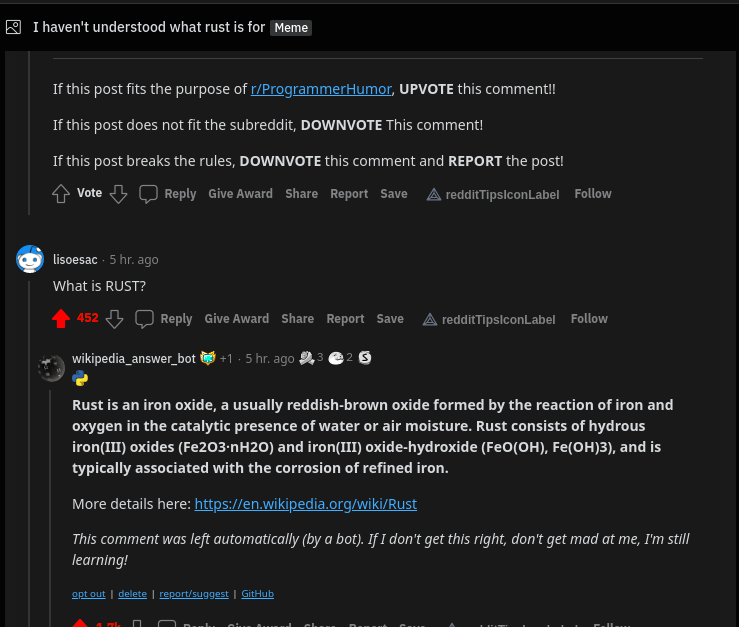 I haven't understood what rust is for Meme
If this post fits the purpose of r/ProgrammerHumor, UPVOTE this comment!!
If this post does not fit the subreddit, DOWNVOTE This comment!
If this post breaks the rules, DOWNVOTE this comment and REPORT the post!
Vote Reply Give Award Share Report Save redditTipsIconLabel Follow
lisoesac · 5 hr. ago
What is RUST?
452 Reply Give Award Share Report Save redditTipsIconLabel Follow
wikipedia_answer_bot +1 · 5 hr. ago 3 2 S
Rust is an iron oxide, a usually reddish-brown oxide formed by the reaction of iron and
oxygen in the catalytic presence of water or air moisture. Rust consists of hydrous
iron(III) oxides (Fe2O3·nH2O) and iron(III) oxide-hydroxide (FeO(OH), Fe(OH)3), and is
typically associated with the corrosion of refined iron.
More details here: https://en.wikipedia.org/wiki/Rust
This comment was left automatically (by a bot). If I don't get this right, don't get mad at me, I'm still
learning!
opt out | delete | report/suggest | GitHub
Reply Give Award Share Report Save redditTipsIconLabel Follow